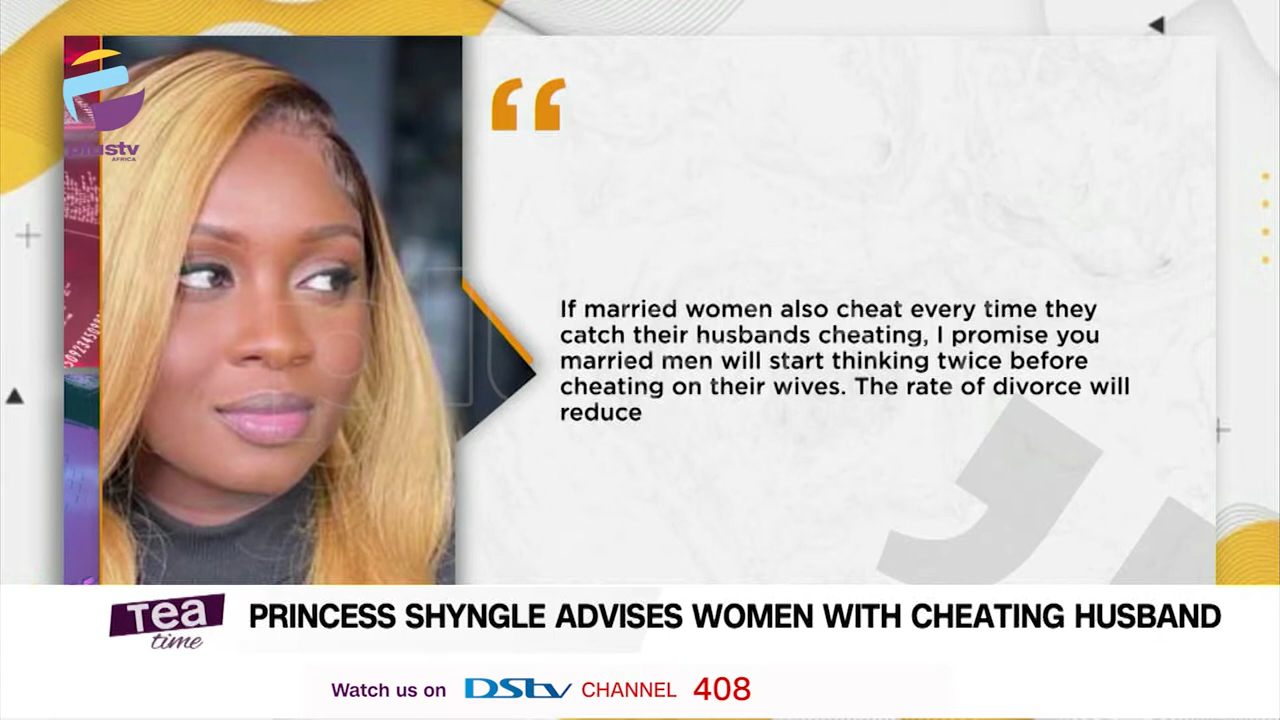 plustv
AFRICA
If married women also cheat every time they
catch their husbands cheating, I promise you
married men will start thinking twice before
cheating on their wives. The rate of divorce will
reduce
Tea
time
PRINCESS SHYNGLE ADVISES WOMEN WITH CHEATING HUSBAND
Watch us on DStv CHANNEL 408